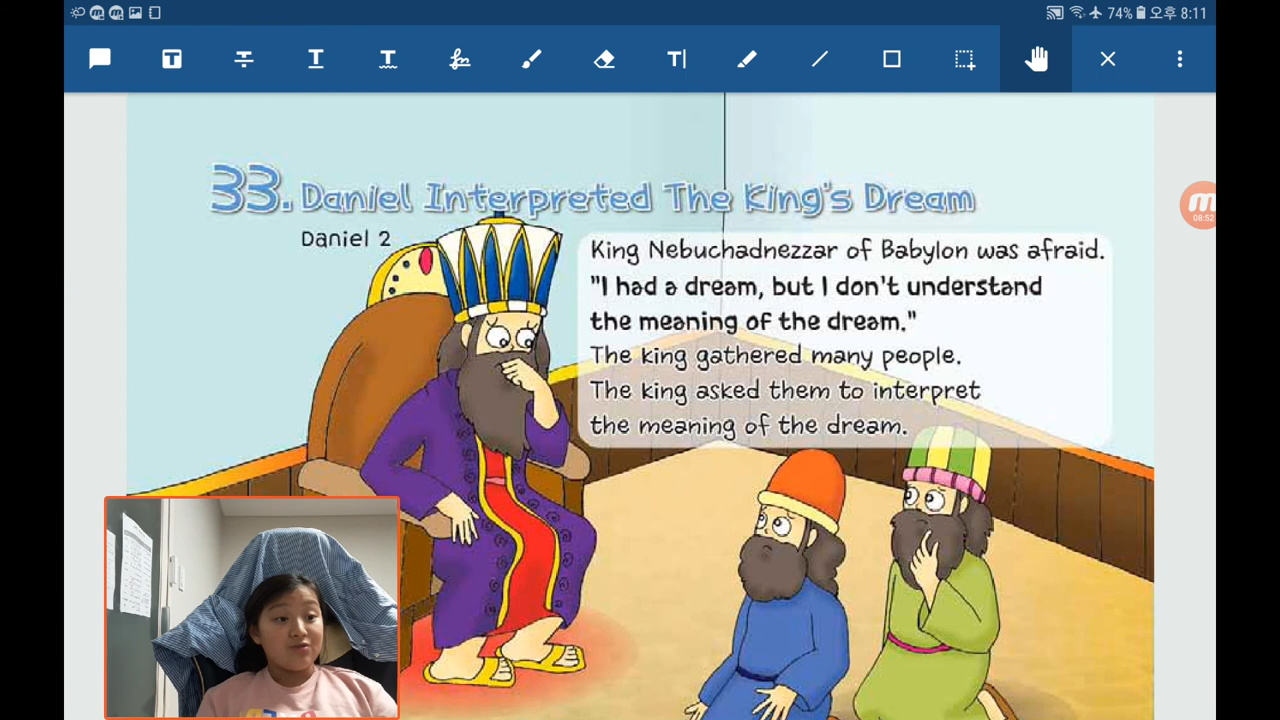 74% 오후 8:11
33. Daniel Interpreted The King's Dream
Daniel 2
King Nebuchadnezzar of Babylon was afraid.
"I had a dream, but I don't understand
the meaning of the dream."
The king gathered many people.
The king asked them to interpret
the meaning of the dream.
08:52